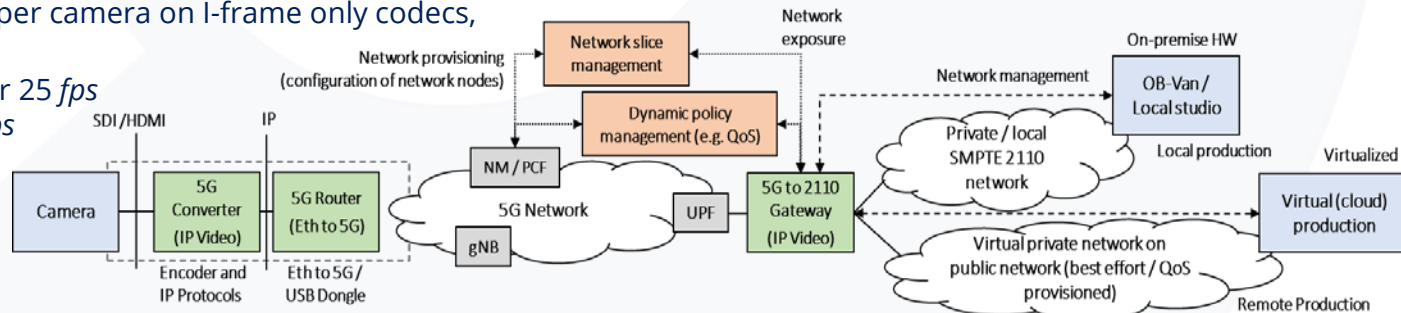 per camera on I-frame only codecs,
r 25 fps
SDI/HDMI
IP
Camera
5G
Converter
(IP Video)
5G Router
(Eth to 5G)
Encoder and
IP Protocols
Eth to 5G /
USB Dongle
Network provisioning
(configuration of network nodes)
Network slice
management
Dynamic policy
management (e.g. QoS)
Network
exposure
NM / PCF
5G Network
gNB
UPF
5G to 2110
Gateway
(IP Video)
Network management
On-premise HW
OB-Van /
Local studio
Local production
Private / local
SMPTE 2110
network
Virtualized
Virtual (cloud)
production
Virtual private network on
public network (best effort / QoS
provisioned)
Remote Production